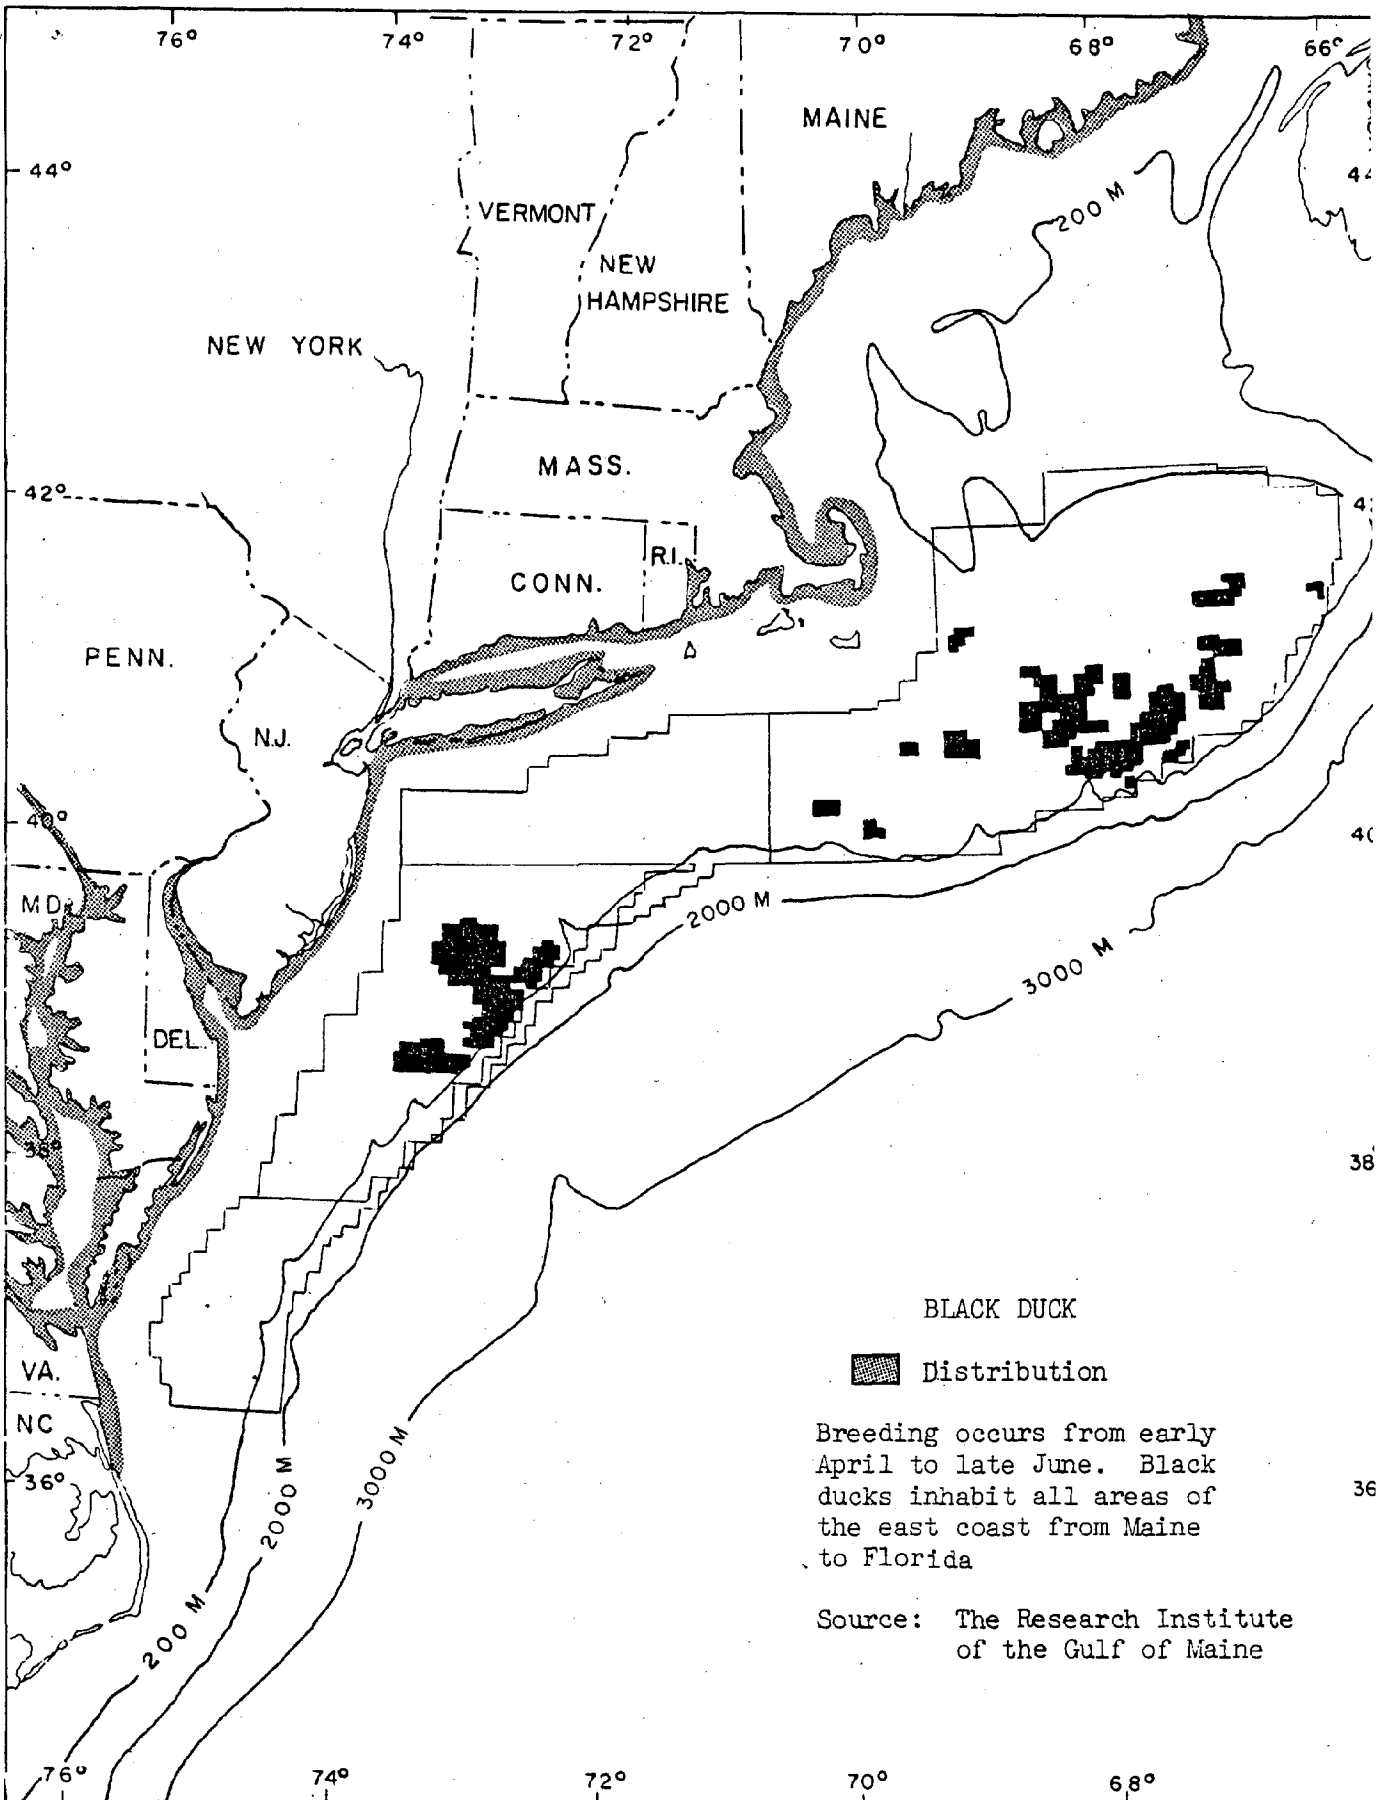 76° 74° 72° 70° 68° 66°
MAINE
44°
44
200 M
VERMONT
NEW
HAMPSHIRE
NEW YORK
MASS.
42°
R.I.
CONN.
PENN.
N.J.
40°
40
MD.
2000 M
3000 M
DEL.
38°
38
BLACK DUCK
Distribution
VA.
NC
Breeding occurs from early
April to late June. Black
ducks inhabit all areas of
the east coast from Maine
to Florida
36°
36
2000 M
3000 M
200 M
Source: The Research Institute
of the Gulf of Maine
76° 74° 72° 70° 68°